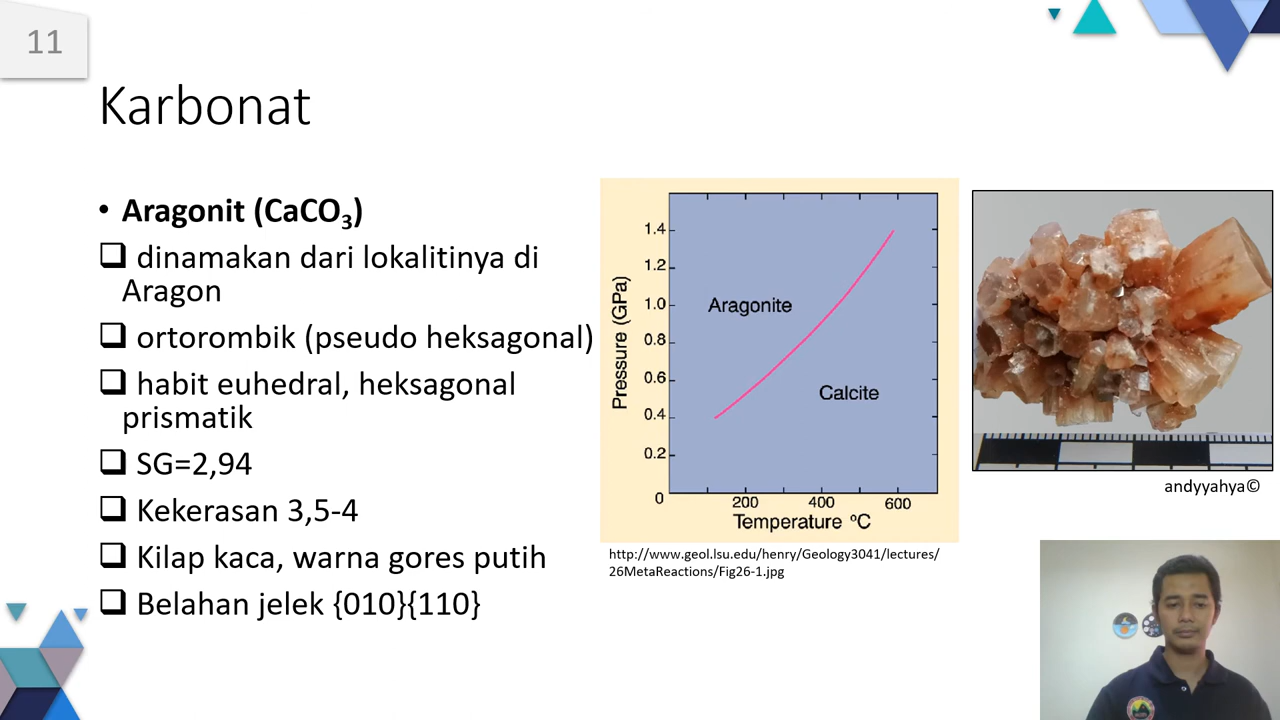 11
Karbonat
• Aragonit (CaCO₃)
❑ dinamakan dari lokalitinya di
Aragon
❑ ortorombik (pseudo heksagonal)
❑ habit euhedral, heksagonal
prismatik
❑ SG=2,94
❑ Kekerasan 3,5-4
❑ Kilap kaca, warna gores putih
❑ Belahan jelek {010}{110}
Pressure (GPa)
1.4
1.2
1.0
0.8
0.6
0.4
0.2
0
Aragonite
Calcite
200 400 600
Temperature ºC
http://www.geol.lsu.edu/henry/Geology3041/lectures/
26MetaReactions/Fig26-1.jpg
andyyahya©